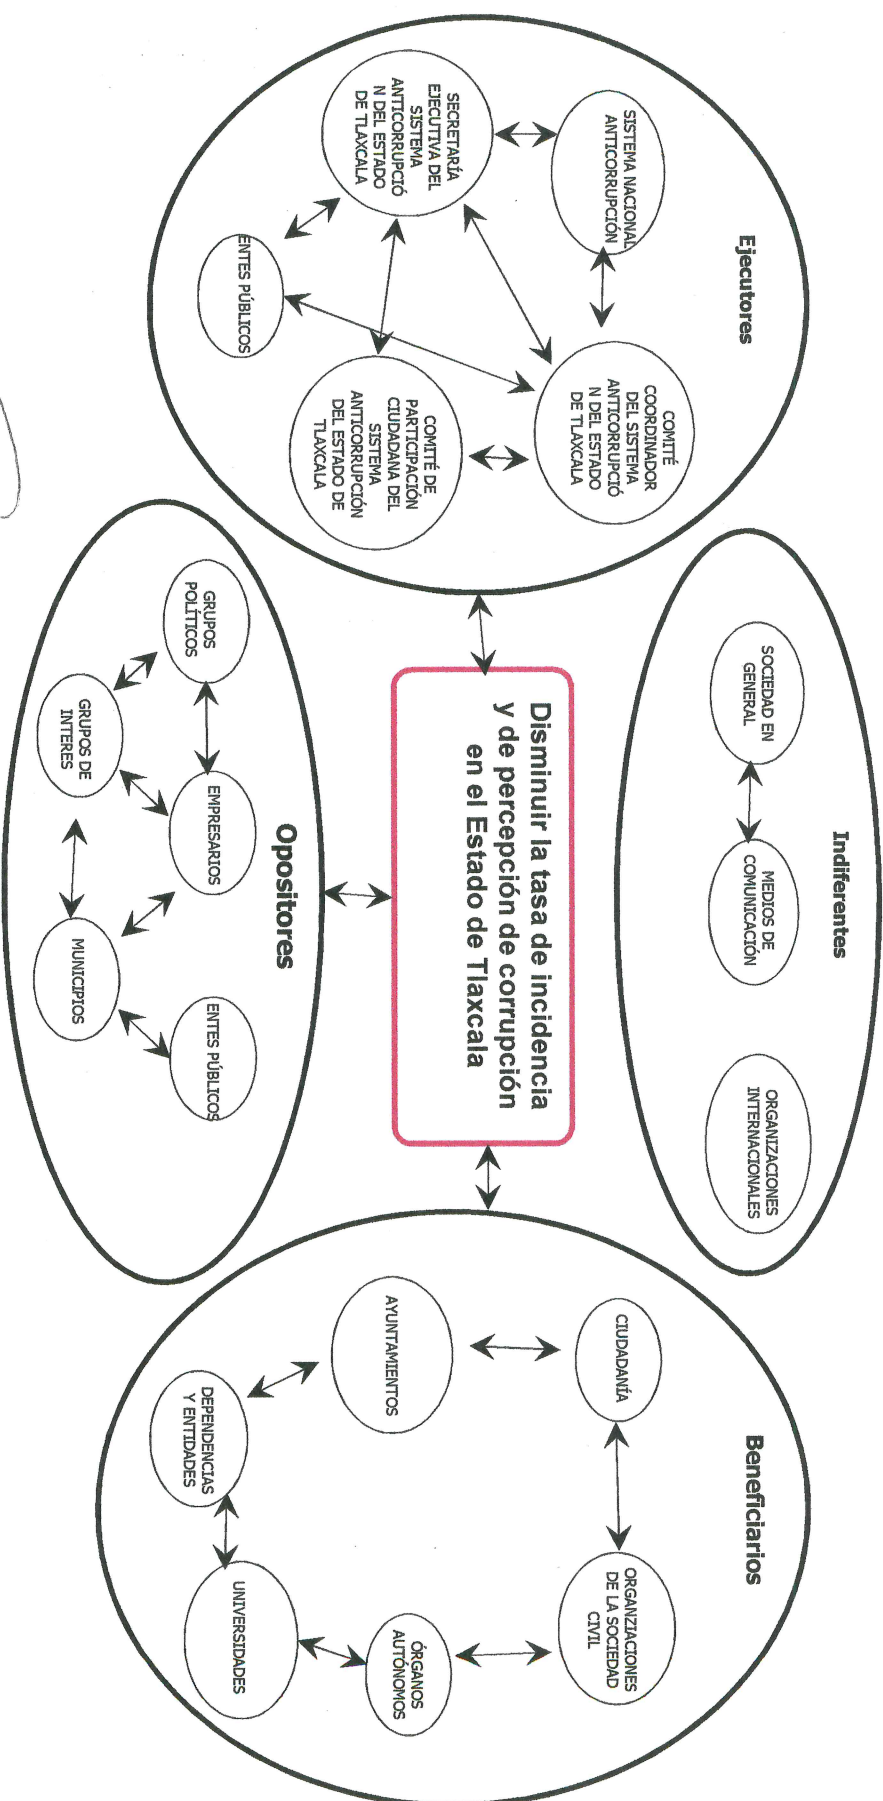 Ejecutores
SISTEMA NACIONAL
ANTICORRUPCIÓN
SECRETARÍA
EJECUTIVA DEL
SISTEMA
ANTICORRUPCIÓ
N DEL ESTADO
DE TLAXCALA
ENTES PÚBLICOS
COMITÉ
COORDINADOR
DEL SISTEMA
ANTICORRUPCIÓ
N DEL ESTADO
DE TLAXCALA
COMITÉ DE
PARTICIPACIÓN
CIUDADANA DEL
SISTEMA
ANTICORRUPCIÓN
DEL ESTADO DE
TLAXCALA
Indiferentes
SOCIEDAD EN
GENERAL
MEDIOS DE
COMUNICACIÓN
ORGANIZACIONES
INTERNACIONALES
Disminuir la tasa de incidencia
y de percepción de corrupción
en el Estado de Tlaxcala
Opositores
GRUPOS
POLÍTICOS
EMPRESARIOS
ENTES PÚBLICOS
GRUPOS DE
INTERES
MUNICIPIOS
Beneficiarios
CIUDADANÍA
ORGANZIACIONES
DE LA SOCIEDAD
CIVIL
AYUNTAMIENTOS
ÓRGANOS
AUTÓNOMOS
DEPENDENCIAS
Y ENTIDADES
UNIVERSIDADES